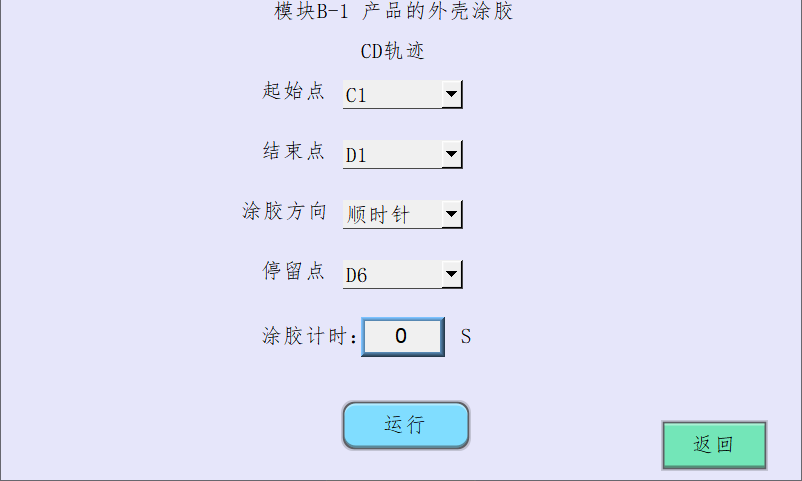 模块B-1 产品的外壳涂胶
CD轨迹
起始点 C1
结束点 D1
涂胶方向 顺时针
停留点 D6
涂胶计时: 0 S
运行
返回